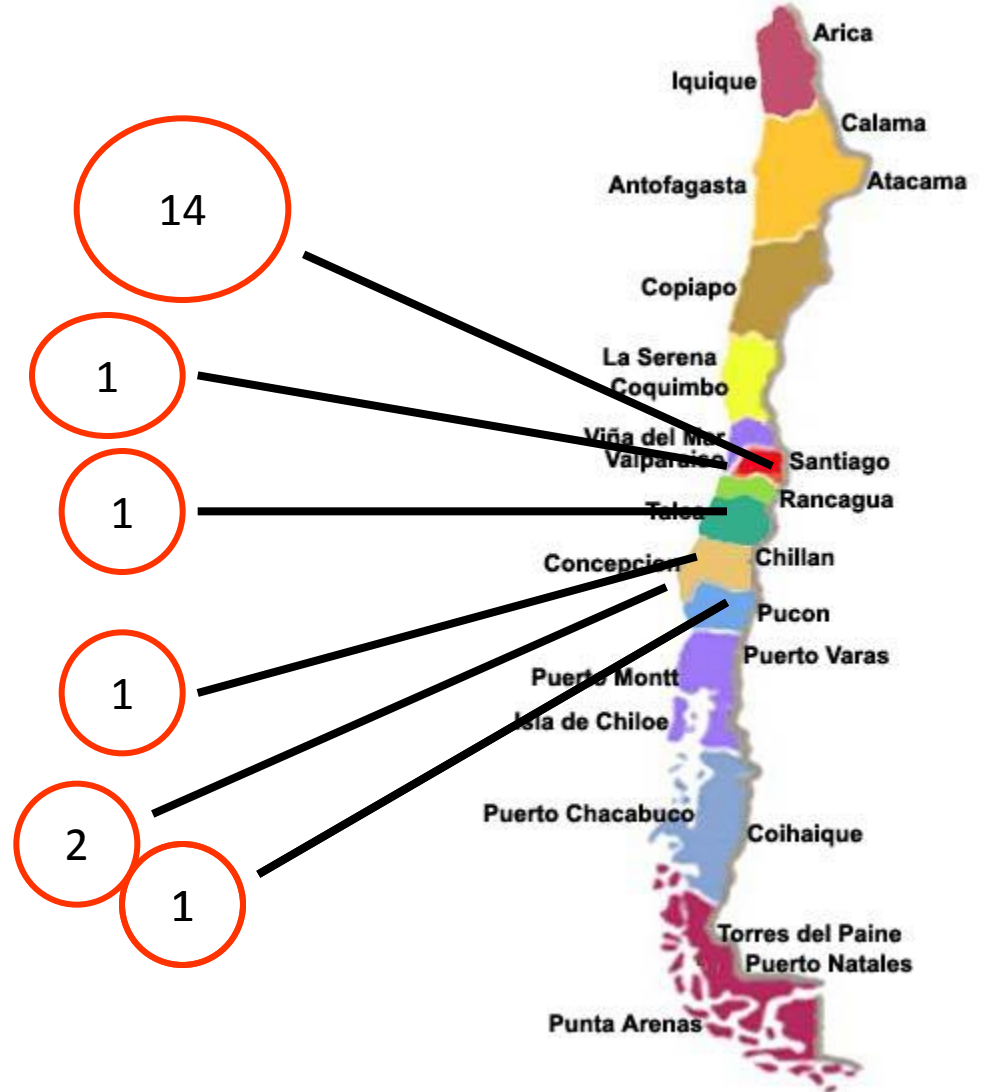 Arica
Iquique
Calama
Atacama
Antofagasta
Copiapo
La Serena
Coquimbo
Viña del Mar
Valparaiso
Santiago
Rancagua
Talca
Concepcion
Chillan
Pucon
Puerto Varas
Puerto Montt
Isla de Chiloe
Puerto Chacabuco
Coihaique
Torres del Paine
Puerto Natales
Punta Arenas
14
1
1
1
2
1